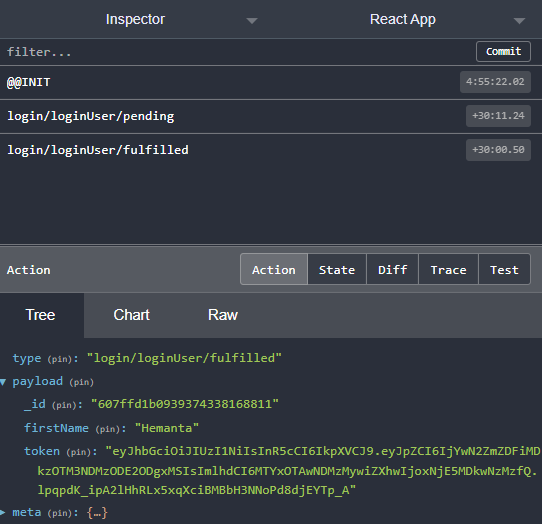 Inspector React App
filter... Commit
@@INIT 4:55:22.02
login/loginUser/pending +30:11.24
login/loginUser/fulfilled +30:00.50
Action Action State Diff Trace Test
Tree Chart Raw
type (pin): "login/loginUser/fulfilled"
payload (pin)
_id (pin): "607ffd1b0939374338168811"
firstName (pin): "Hemanta"
token (pin): "eyJhbGciOiJIUzI1NiIsInR5cCI6IkpXVCJ9.eyJpZCI6IjYwN2ZmZDFiMD
kzOTM3NDMzODE2ODgxMSIsImlhdCI6MTYxOTAwNDMzMywiZXhwIjoxNjE5MDkwNzMzfQ.
lpqpdK_ipA2lHhRLx5xqXciBMBbH3NNoPd8djEYTp_A"
meta (pin): {…}